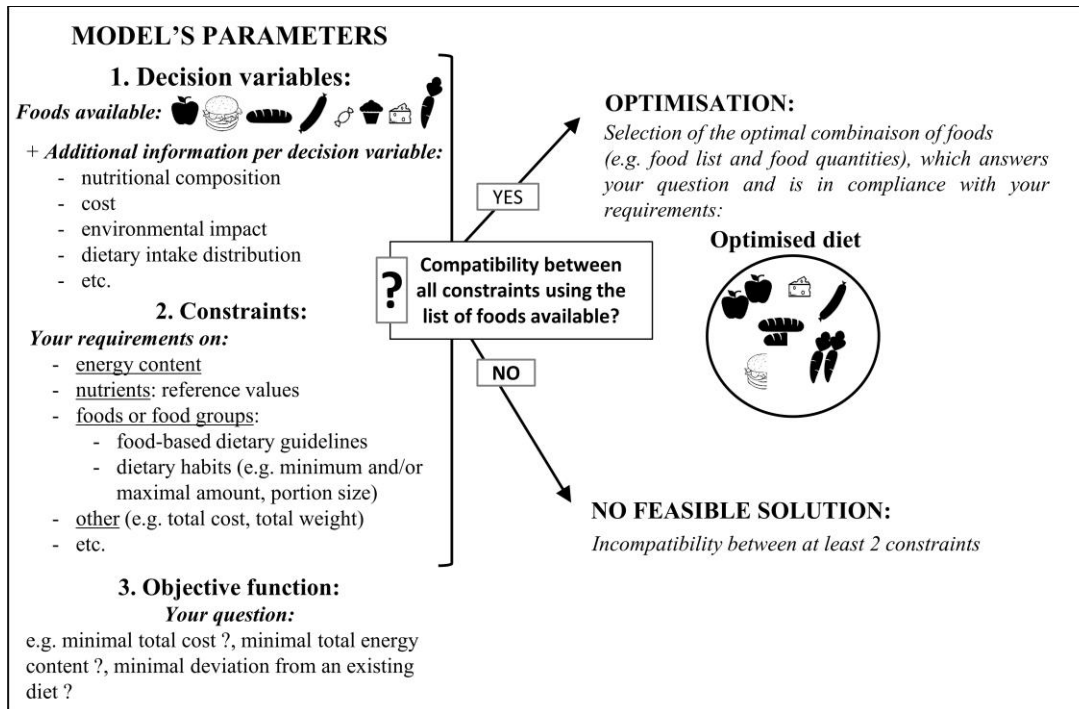 MODEL'S PARAMETERS
1. Decision variables:
Foods available:
+ Additional information per decision variable:
- nutritional composition
- cost
- environmental impact
- dietary intake distribution
- etc.
2. Constraints:
Your requirements on:
- energy content
- nutrients: reference values
- foods or food groups:
- food-based dietary guidelines
- dietary habits (e.g. minimum and/or
maximal amount, portion size)
- other (e.g. total cost, total weight)
- etc.
3. Objective function:
Your question:
e.g. minimal total cost ?, minimal total energy
content ?, minimal deviation from an existing
diet ?
?
Compatibility between
all constraints using the
list of foods available?
YES
OPTIMISATION:
Selection of the optimal combinaison of foods
(e.g. food list and food quantities), which answers
your question and is in compliance with your
requirements:
Optimised diet
NO
NO FEASIBLE SOLUTION:
Incompatibility between at least 2 constraints